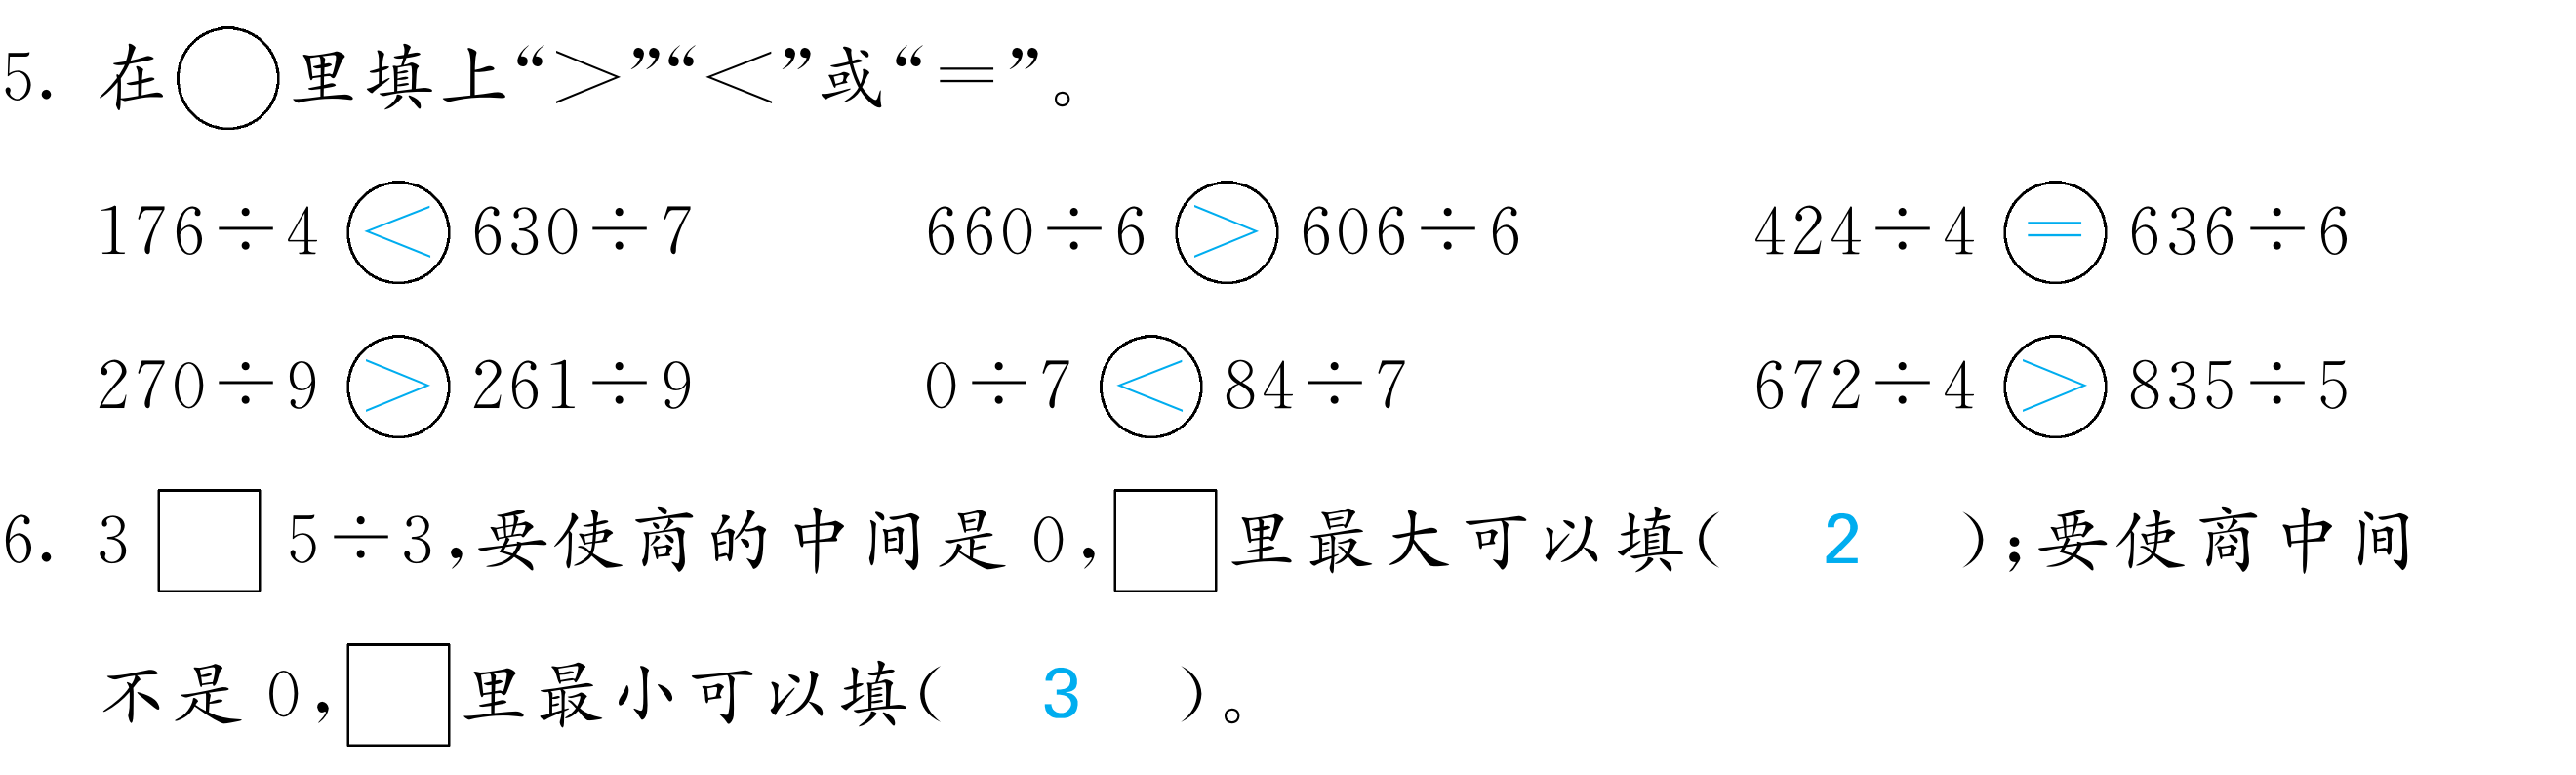 5. 在○里填上“>”“<”或“=”。
176÷4 < 630÷7 660÷6 > 606÷6 424÷4 = 636÷6
270÷9 > 261÷9 0÷7 < 84÷7 672÷4 > 835÷5
6. 3□5÷3,要使商的中间是 0,□里最大可以填( 2 );要使商中间
不是 0,□里最小可以填( 3 )。